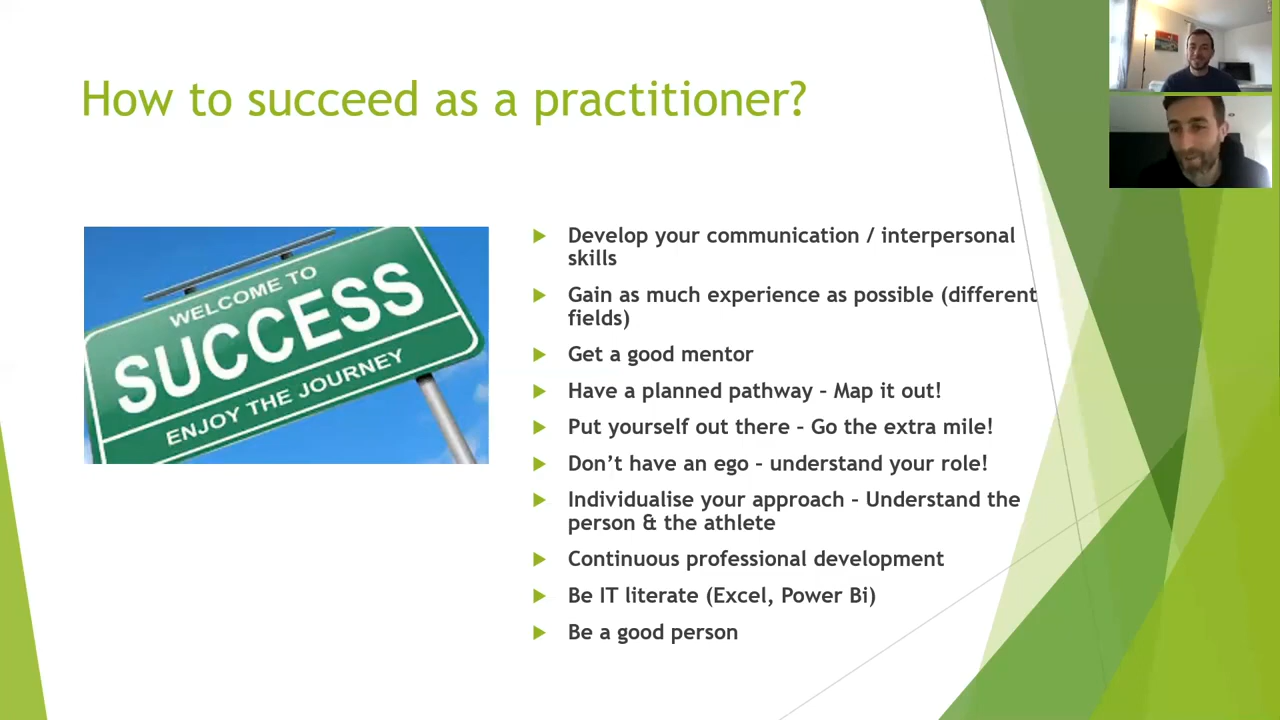 How to succeed as a practitioner?
WELCOME TO
SUCCESS
ENJOY THE JOURNEY
Develop your communication / interpersonal
skills
Gain as much experience as possible (different
fields)
Get a good mentor
Have a planned pathway – Map it out!
Put yourself out there – Go the extra mile!
Don’t have an ego – understand your role!
Individualise your approach – Understand the
person & the athlete
Continuous professional development
Be IT literate (Excel, Power Bi)
Be a good person